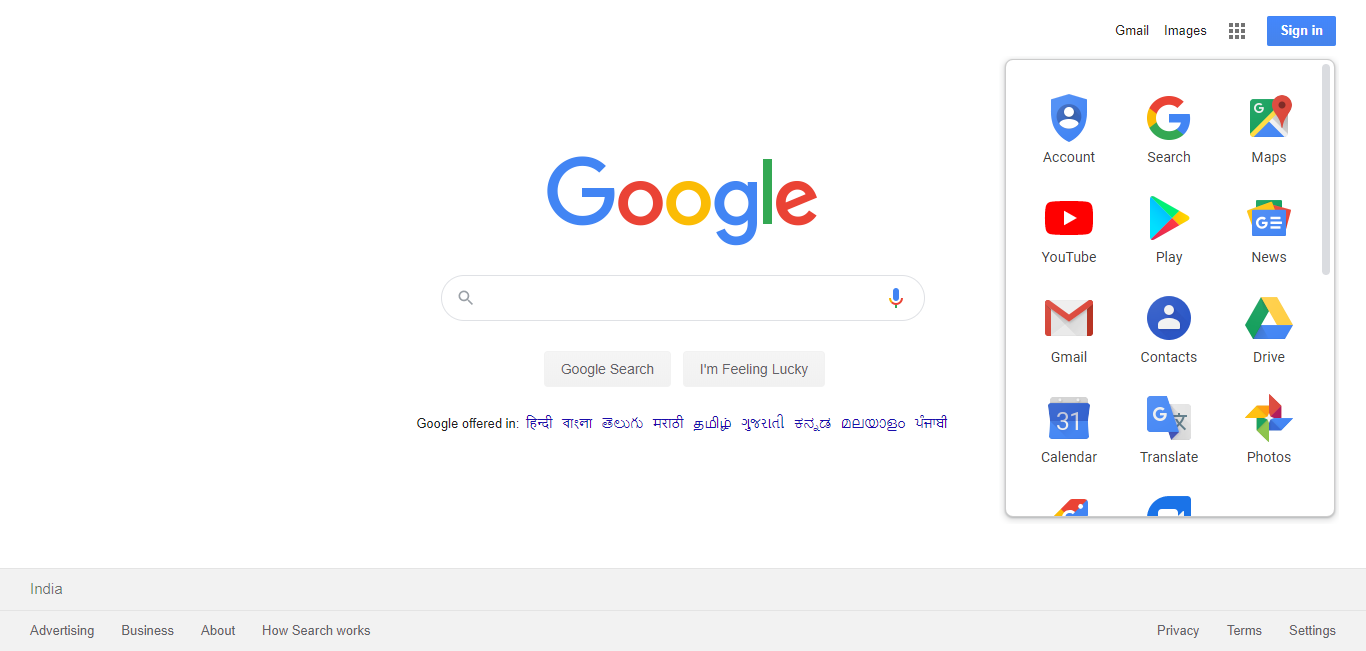 Gmail Images Sign in
Google
Account Search Maps
YouTube Play News
Gmail Contacts Drive
31
Calendar Translate Photos
Google Search I'm Feeling Lucky
Google offered in: हिन्दी বাংলা తెలుగు मराठी தமிழ் ગુજરાતી ಕನ್ನಡ മലയാളം ਪੰਜਾਬੀ
India
Advertising Business About How Search works Privacy Terms Settings